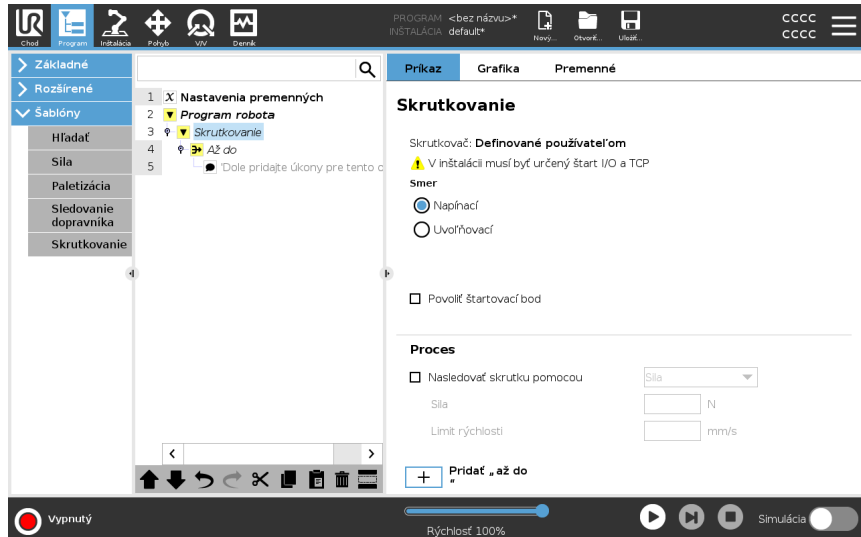 UR
Chod
Program
Inštalácia
Pohyb
V/V
Denník
PROGRAM <bez názvu>*
INŠTALÁCIA default*
Nový...
Otvoriť...
Uložiť...
CCCC
CCCC
Základné
Rozšírené
Šablóny
Hľadať
Sila
Paletizácia
Sledovanie
dopravníka
Skrutkovanie
1 X Nastavenia premenných
2 Program robota
3 Skrutkovanie
4 Až do
5 'Dole pridajte úkony pre tento o
Príkaz
Grafika
Premenné
Skrutkovanie
Skrutkovač: Definované používateľom
V inštalácii musí byť určený štart I/O a TCP
Smer
Napínací
Uvoľňovací
Povoliť štartovací bod
Proces
Nasledovať skrutku pomocou
Sila
Sila
N
Limit rýchlosti
mm/s
+ Pridať „až do
“
Vypnutý
Rýchlosť 100%
Simulácia